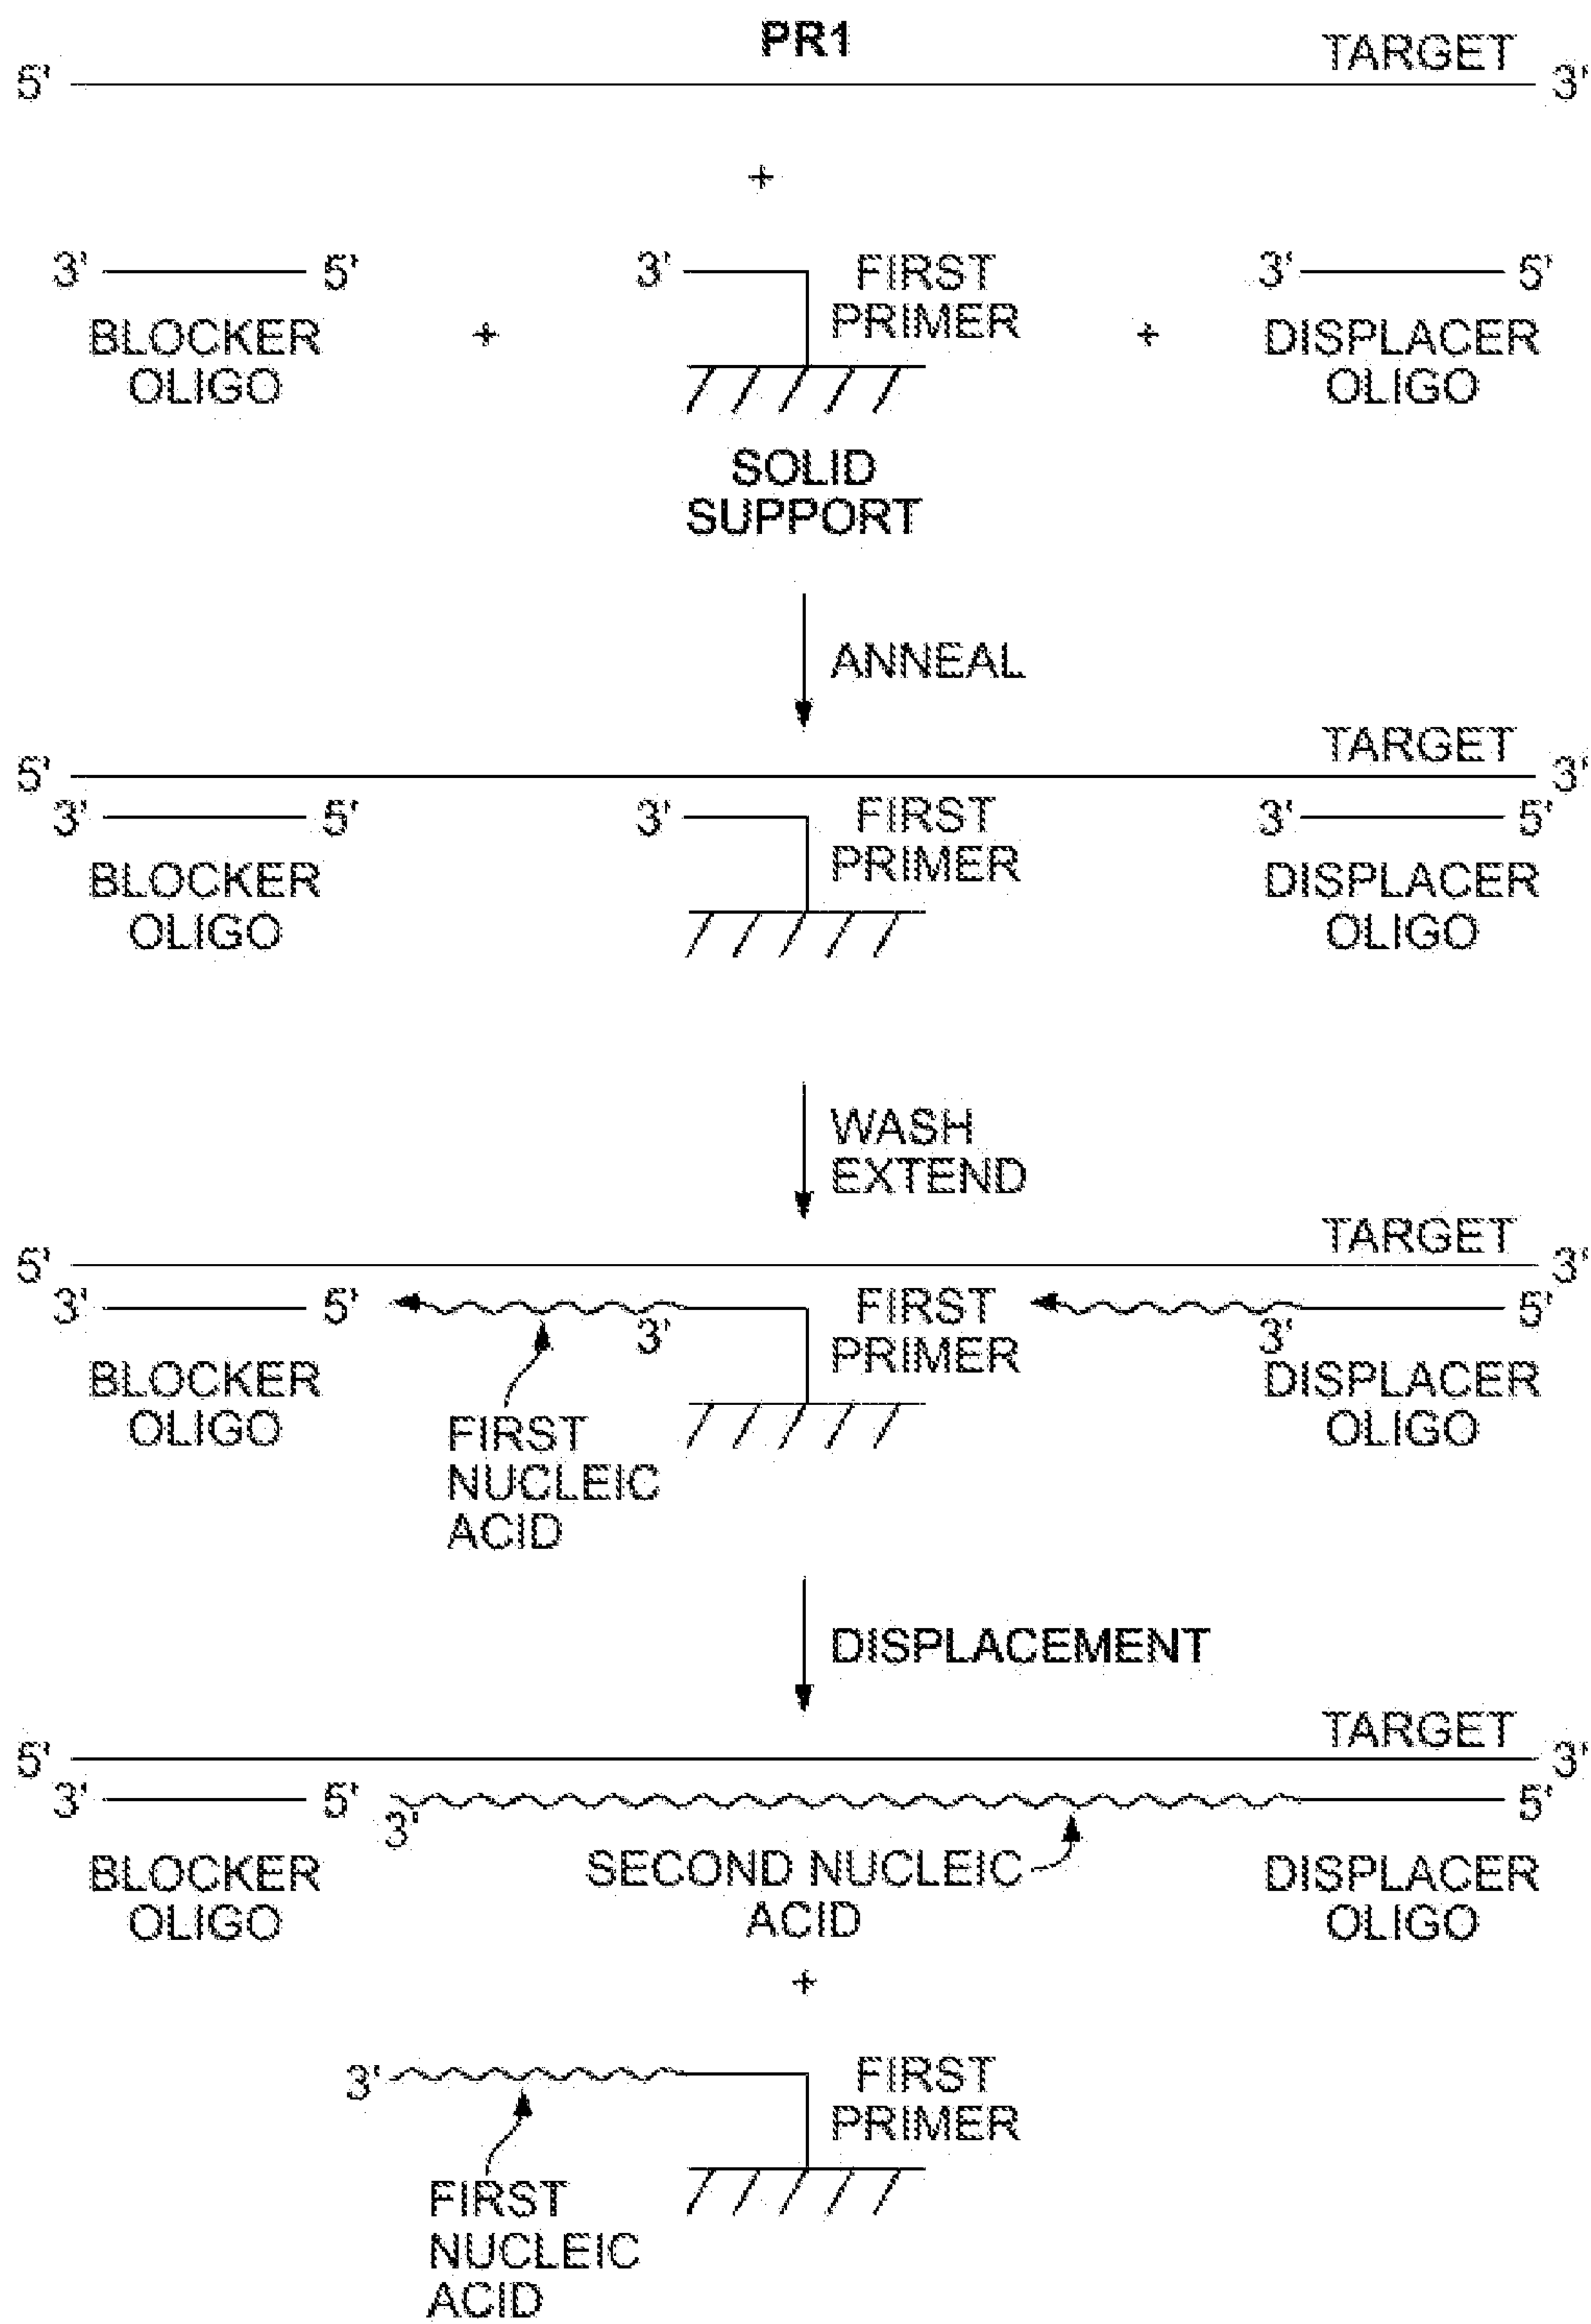 PR1
TARGET
5' 3'
+
3' 5' 3' FIRST 3' 5'
BLOCKER + PRIMER + DISPLACER
OLIGO OLIGO
SOLID
SUPPORT
ANNEAL
TARGET
5' 3'
3' 5' 3' FIRST 3' 5'
BLOCKER PRIMER DISPLACER
OLIGO OLIGO
WASH
EXTEND
TARGET
5' 3'
3' 5' FIRST 5'
3' 3'
BLOCKER PRIMER DISPLACER
OLIGO OLIGO
FIRST
NUCLEIC
ACID
DISPLACEMENT
TARGET
5' 3'
3' 5' 5'
3'
BLOCKER SECOND NUCLEIC DISPLACER
OLIGO ACID OLIGO
+
3' FIRST
PRIMER
FIRST
NUCLEIC
ACID